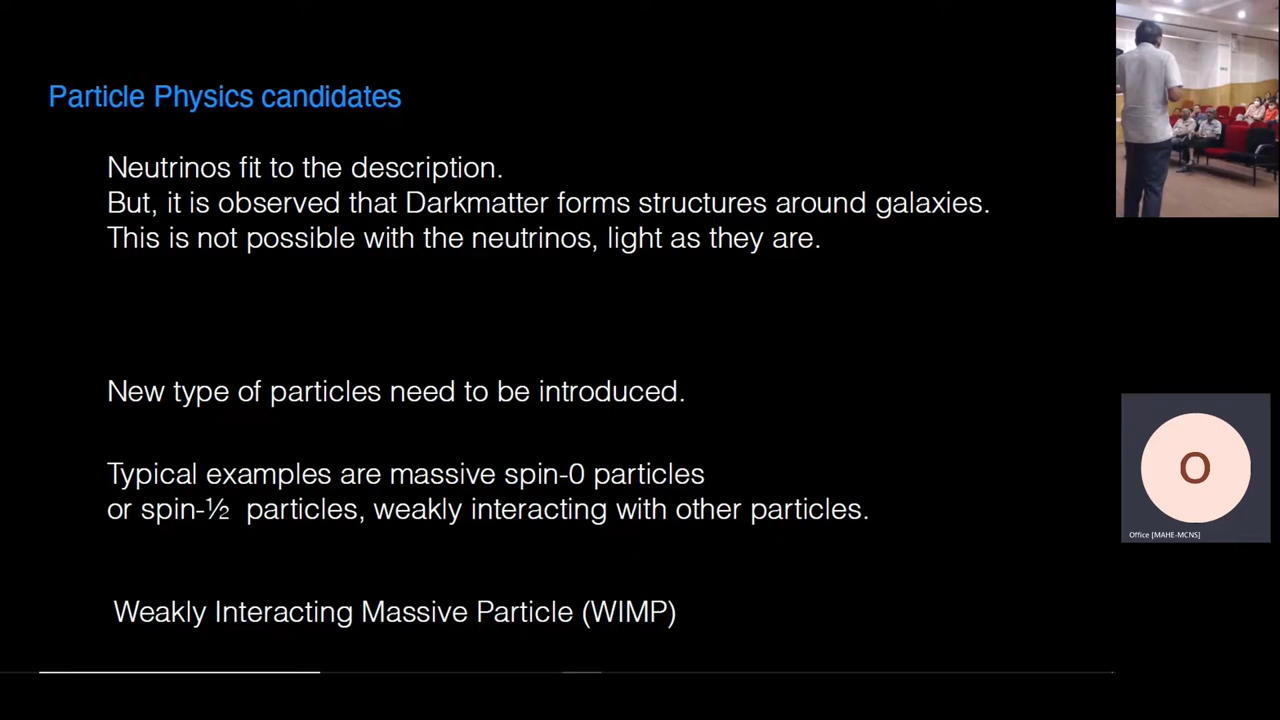 Particle Physics candidates
Neutrinos fit to the description.
But, it is observed that Darkmatter forms structures around galaxies.
This is not possible with the neutrinos, light as they are.
New type of particles need to be introduced.
Typical examples are massive spin-0 particles
or spin-½ particles, weakly interacting with other particles.
Weakly Interacting Massive Particle (WIMP)
O
Office [MAHE-MCNS]